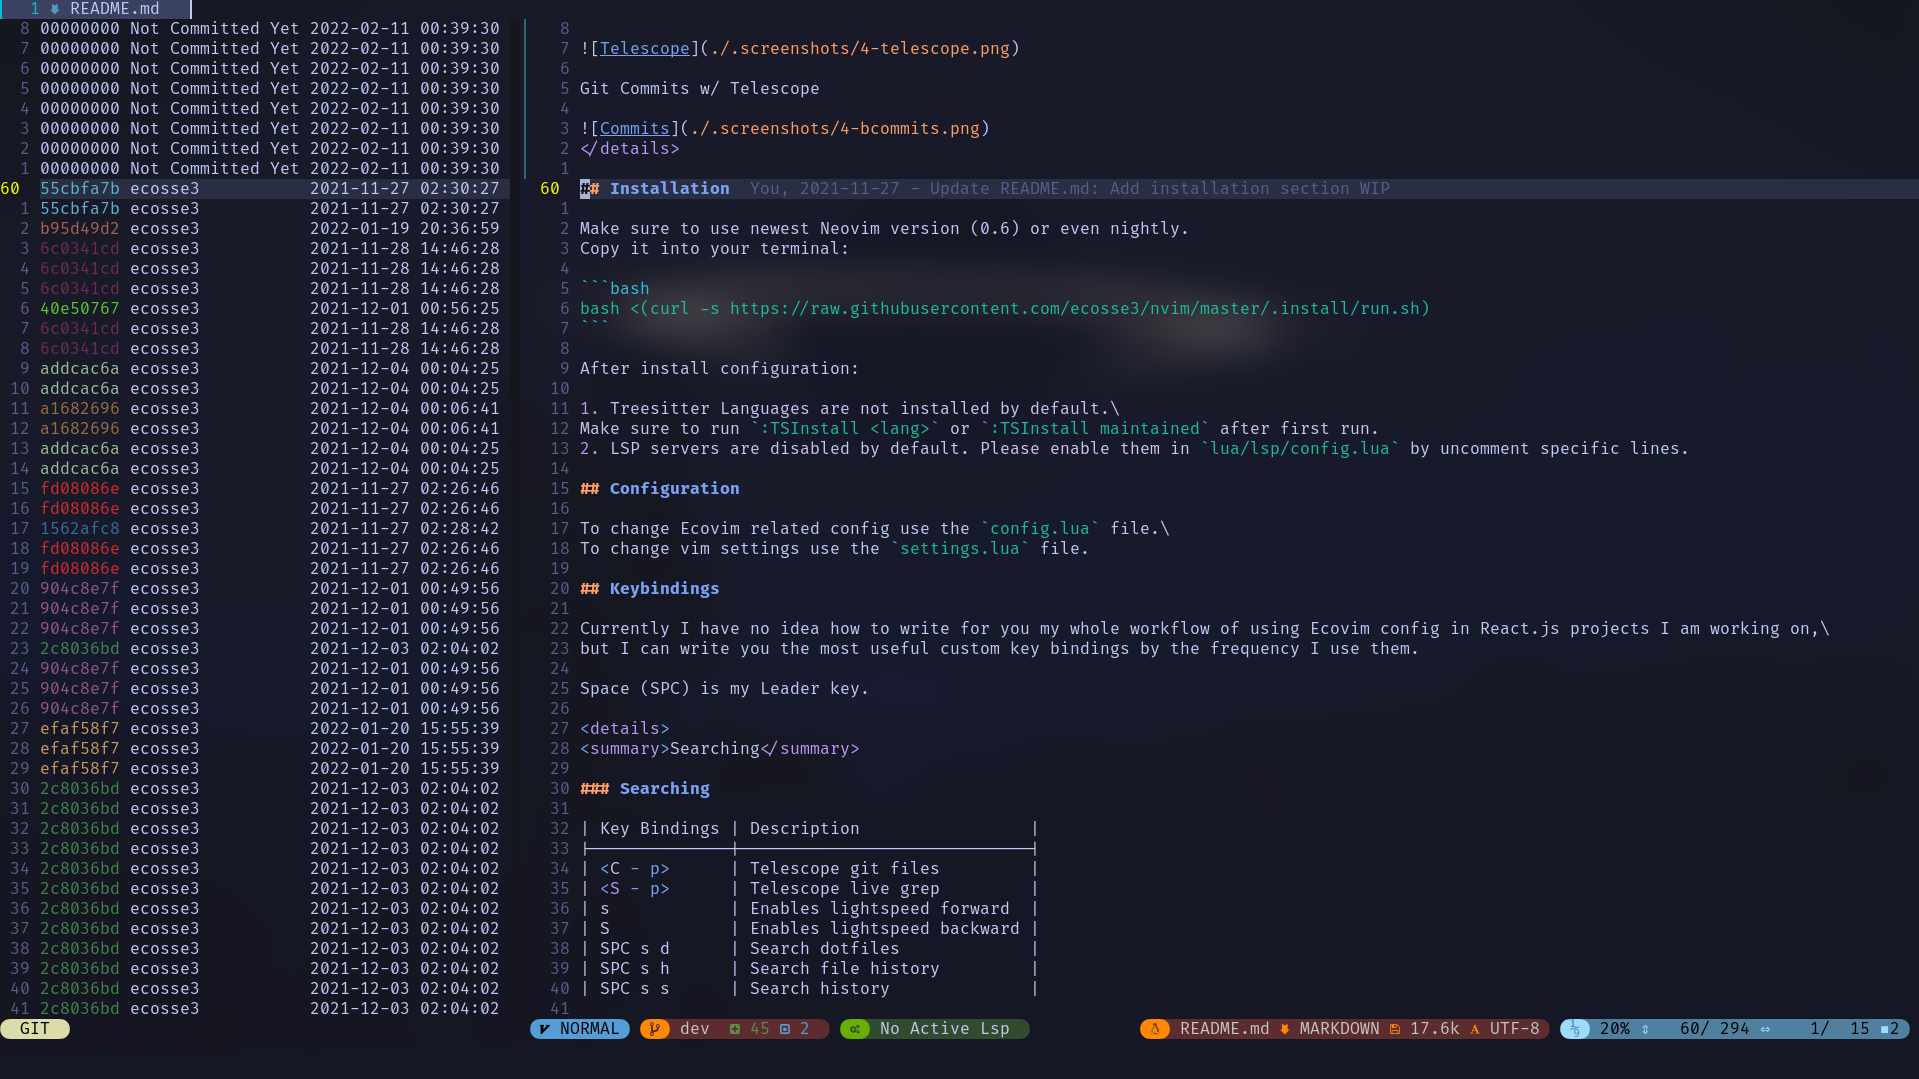 1 README.md
8 00000000 Not Committed Yet 2022-02-11 00:39:30 8
7 00000000 Not Committed Yet 2022-02-11 00:39:30 7 ![Telescope](./.screenshots/4-telescope.png)
6 00000000 Not Committed Yet 2022-02-11 00:39:30 6
5 00000000 Not Committed Yet 2022-02-11 00:39:30 5 Git Commits w/ Telescope
4 00000000 Not Committed Yet 2022-02-11 00:39:30 4
3 00000000 Not Committed Yet 2022-02-11 00:39:30 3 ![Commits](./.screenshots/4-bcommits.png)
2 00000000 Not Committed Yet 2022-02-11 00:39:30 2 </details>
1 00000000 Not Committed Yet 2022-02-11 00:39:30 1
60 55cbfa7b ecosse3 2021-11-27 02:30:27 60 ## Installation You, 2021-11-27 - Update README.md: Add installation section WIP
1 55cbfa7b ecosse3 2021-11-27 02:30:27 1
2 b95d49d2 ecosse3 2022-01-19 20:36:59 2 Make sure to use newest Neovim version (0.6) or even nightly.
3 6c0341cd ecosse3 2021-11-28 14:46:28 3 Copy it into your terminal:
4 6c0341cd ecosse3 2021-11-28 14:46:28 4
5 6c0341cd ecosse3 2021-11-28 14:46:28 5 ```bash
6 40e50767 ecosse3 2021-12-01 00:56:25 6 bash <(curl -s https://raw.githubusercontent.com/ecosse3/nvim/master/.install/run.sh)
7 6c0341cd ecosse3 2021-11-28 14:46:28 7 ```
8 6c0341cd ecosse3 2021-11-28 14:46:28 8
9 addcac6a ecosse3 2021-12-04 00:04:25 9 After install configuration:
10 addcac6a ecosse3 2021-12-04 00:04:25 10
11 a1682696 ecosse3 2021-12-04 00:06:41 11 1. Treesitter Languages are not installed by default.\
12 a1682696 ecosse3 2021-12-04 00:06:41 12 Make sure to run `:TSInstall <lang>` or `:TSInstall maintained` after first run.
13 addcac6a ecosse3 2021-12-04 00:04:25 13 2. LSP servers are disabled by default. Please enable them in `lua/lsp/config.lua` by uncomment specific lines.
14 addcac6a ecosse3 2021-12-04 00:04:25 14
15 fd08086e ecosse3 2021-11-27 02:26:46 15 ## Configuration
16 fd08086e ecosse3 2021-11-27 02:26:46 16
17 1562afc8 ecosse3 2021-11-27 02:28:42 17 To change Ecovim related config use the `config.lua` file.\
18 fd08086e ecosse3 2021-11-27 02:26:46 18 To change vim settings use the `settings.lua` file.
19 fd08086e ecosse3 2021-11-27 02:26:46 19
20 904c8e7f ecosse3 2021-12-01 00:49:56 20 ## Keybindings
21 904c8e7f ecosse3 2021-12-01 00:49:56 21
22 904c8e7f ecosse3 2021-12-01 00:49:56 22 Currently I have no idea how to write for you my whole workflow of using Ecovim config in React.js projects I am working on,\
23 2c8036bd ecosse3 2021-12-03 02:04:02 23 but I can write you the most useful custom key bindings by the frequency I use them.
24 904c8e7f ecosse3 2021-12-01 00:49:56 24
25 904c8e7f ecosse3 2021-12-01 00:49:56 25 Space (SPC) is my Leader key.
26 904c8e7f ecosse3 2021-12-01 00:49:56 26
27 efaf58f7 ecosse3 2022-01-20 15:55:39 27 <details>
28 efaf58f7 ecosse3 2022-01-20 15:55:39 28 <summary>Searching</summary>
29 efaf58f7 ecosse3 2022-01-20 15:55:39 29
30 2c8036bd ecosse3 2021-12-03 02:04:02 30 ### Searching
31 2c8036bd ecosse3 2021-12-03 02:04:02 31
32 2c8036bd ecosse3 2021-12-03 02:04:02 32 | Key Bindings | Description |
33 2c8036bd ecosse3 2021-12-03 02:04:02 33 |--------------|-----------------------------|
34 2c8036bd ecosse3 2021-12-03 02:04:02 34 | <C - p> | Telescope git files |
35 2c8036bd ecosse3 2021-12-03 02:04:02 35 | <S - p> | Telescope live grep |
36 2c8036bd ecosse3 2021-12-03 02:04:02 36 | s | Enables lightspeed forward |
37 2c8036bd ecosse3 2021-12-03 02:04:02 37 | S | Enables lightspeed backward |
38 2c8036bd ecosse3 2021-12-03 02:04:02 38 | SPC s d | Search dotfiles |
39 2c8036bd ecosse3 2021-12-03 02:04:02 39 | SPC s h | Search file history |
40 2c8036bd ecosse3 2021-12-03 02:04:02 40 | SPC s s | Search history |
41 2c8036bd ecosse3 2021-12-03 02:04:02 41
GIT NORMAL dev 45 2 No Active Lsp README.md MARKDOWN 17.6k UTF-8 20% 60/ 294 1/ 15 2